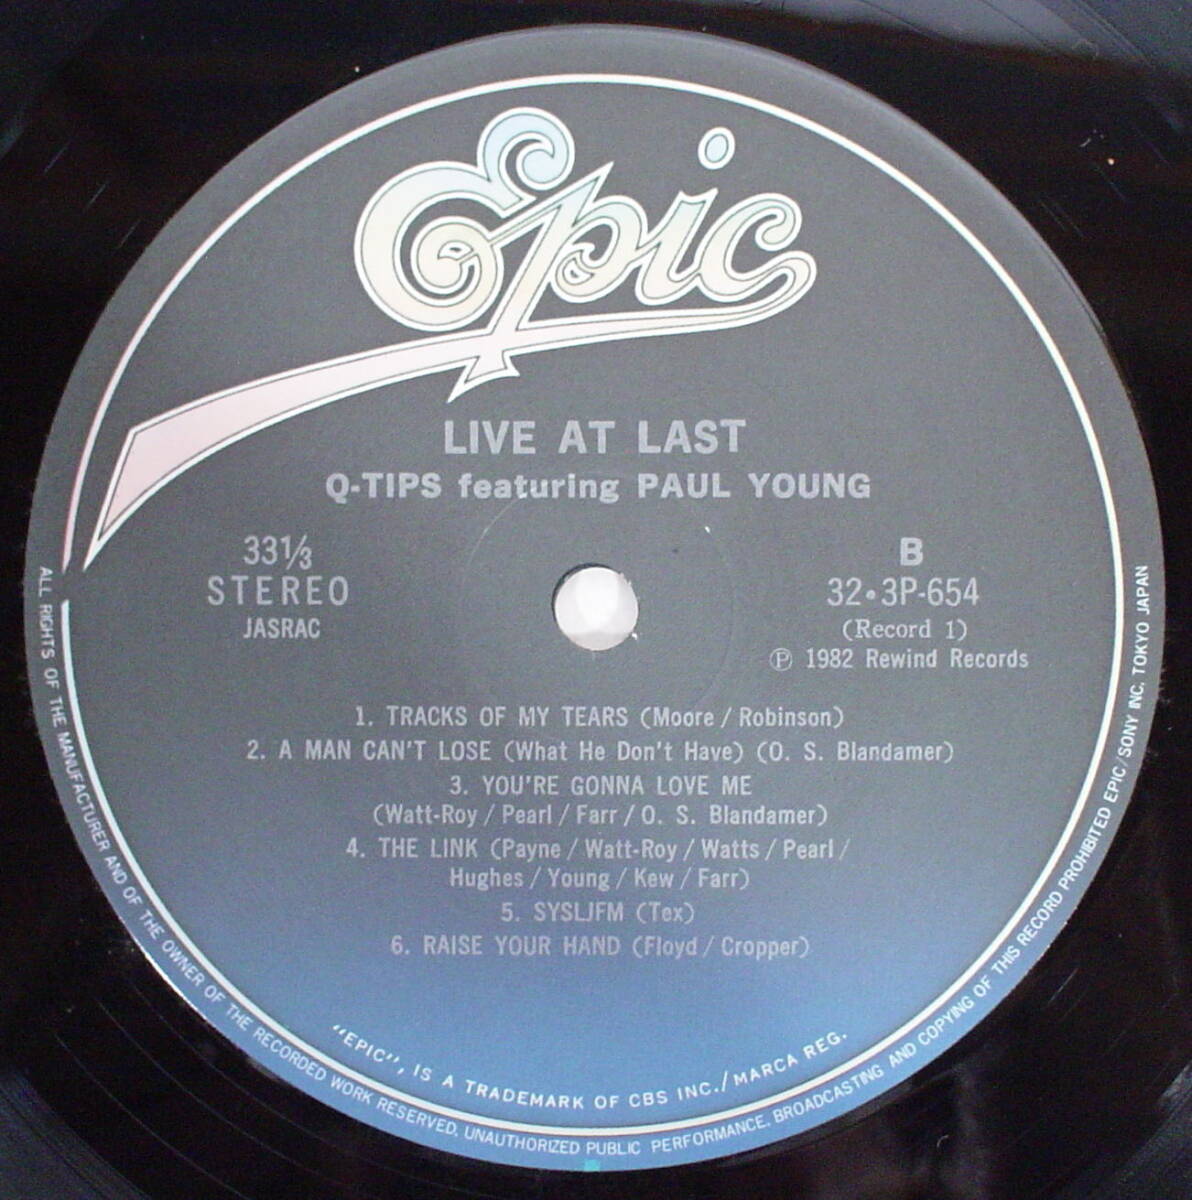 Epic
LIVE AT LAST
Q-TIPS featuring PAUL YOUNG
33 1/3
STEREO
JASRAC
B
32・3P-654
(Record 1)
℗ 1982 Rewind Records
1. TRACKS OF MY TEARS (Moore / Robinson)
2. A MAN CAN'T LOSE (What He Don't Have) (O. S. Blandamer)
3. YOU'RE GONNA LOVE ME
(Watt-Roy / Pearl / Farr / O. S. Blandamer)
4. THE LINK (Payne / Watt-Roy / Watts / Pearl /
Hughes / Young / Kew / Farr)
5. SYSLJFM (Tex)
6. RAISE YOUR HAND (Floyd / Cropper)
"EPIC", IS A TRADEMARK OF CBS INC. / MARCA REG.
ALL RIGHTS OF THE MANUFACTURER AND OF THE OWNER OF THE RECORDED WORK RESERVED. UNAUTHORIZED PUBLIC PERFORMANCE. BROADCASTING AND COPYING OF THIS RECORD PROHIBITED EPIC / SONY INC. TOKYO JAPAN